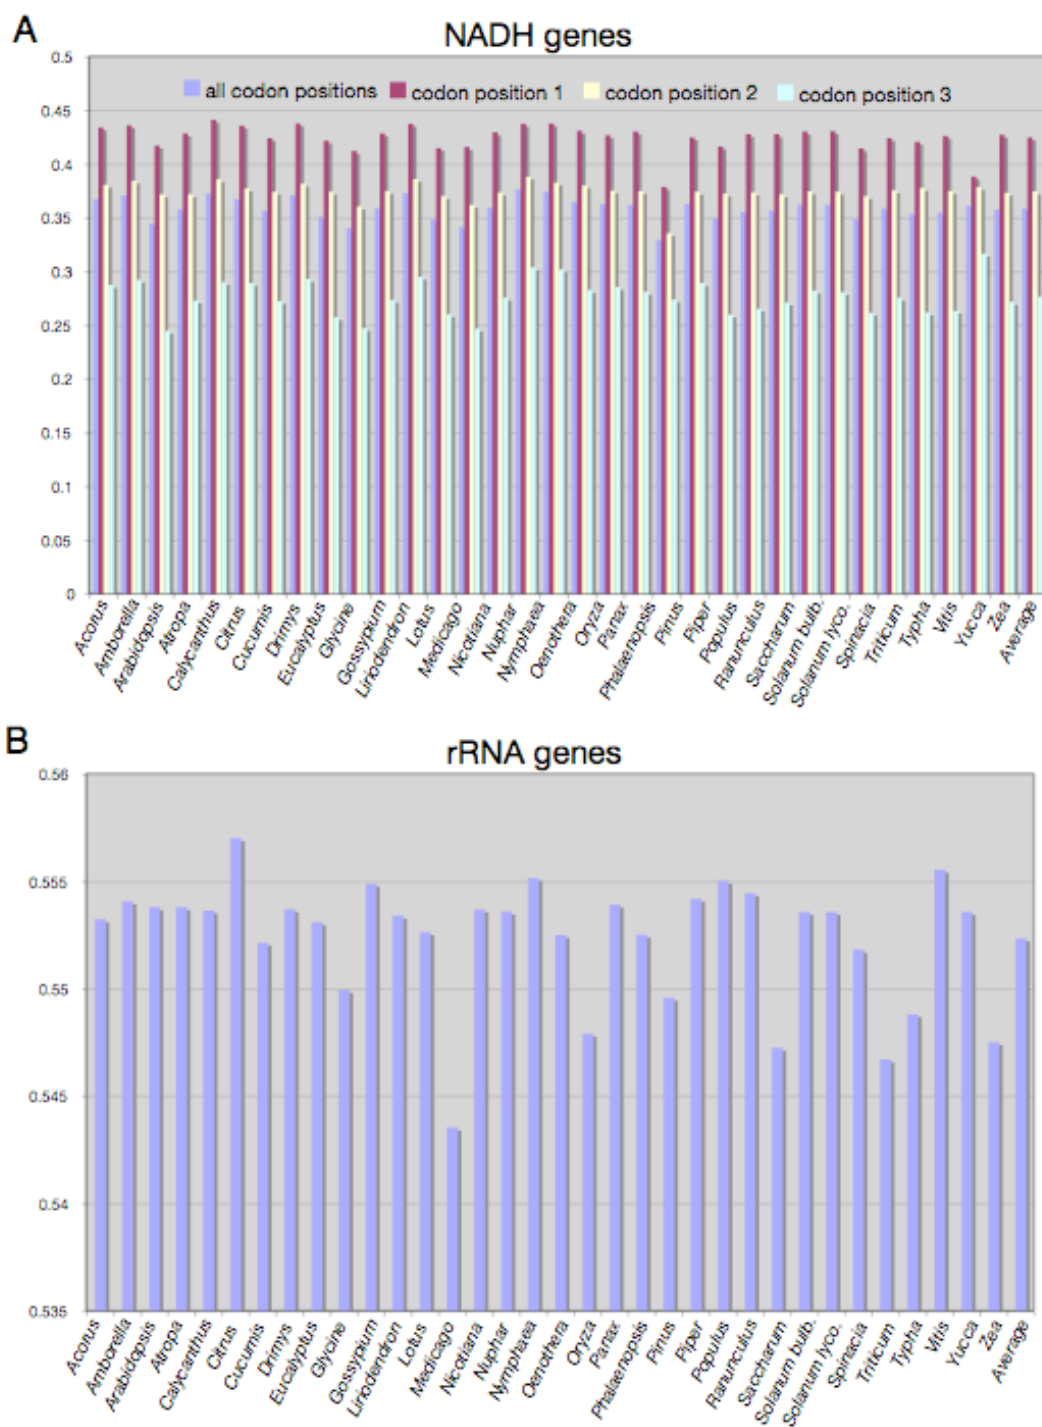 A
NADH genes
0.5
all codon positions codon position 1 codon position 2 codon position 3
0.45
0.4
0.35
0.3
0.25
0.2
0.15
0.1
0.05
0
Acorus
Amborella
Arabidopsis
Atropa
Calycanthus
Citrus
Cucumis
Drimys
Eucalyptus
Glycine
Gossypium
Liriodendron
Lotus
Medicago
Nicotiana
Nuphar
Nymphaea
Oenothera
Oryza
Panax
Phalaenopsis
Pinus
Piper
Populus
Ranunculus
Saccharum
Solanum bulb.
Solanum lyco.
Spinacia
Triticum
Typha
Vitis
Yucca
Zea
Average
B
rRNA genes
0.56
0.555
0.55
0.545
0.54
0.535
Acorus
Amborella
Arabidopsis
Atropa
Calycanthus
Citrus
Cucumis
Drimys
Eucalyptus
Glycine
Gossypium
Liriodendron
Lotus
Medicago
Nicotiana
Nuphar
Nymphaea
Oenothera
Oryza
Panax
Phalaenopsis
Pinus
Piper
Populus
Ranunculus
Saccharum
Solanum bulb.
Solanum lyco.
Spinacia
Triticum
Typha
Vitis
Yucca
Zea
Average